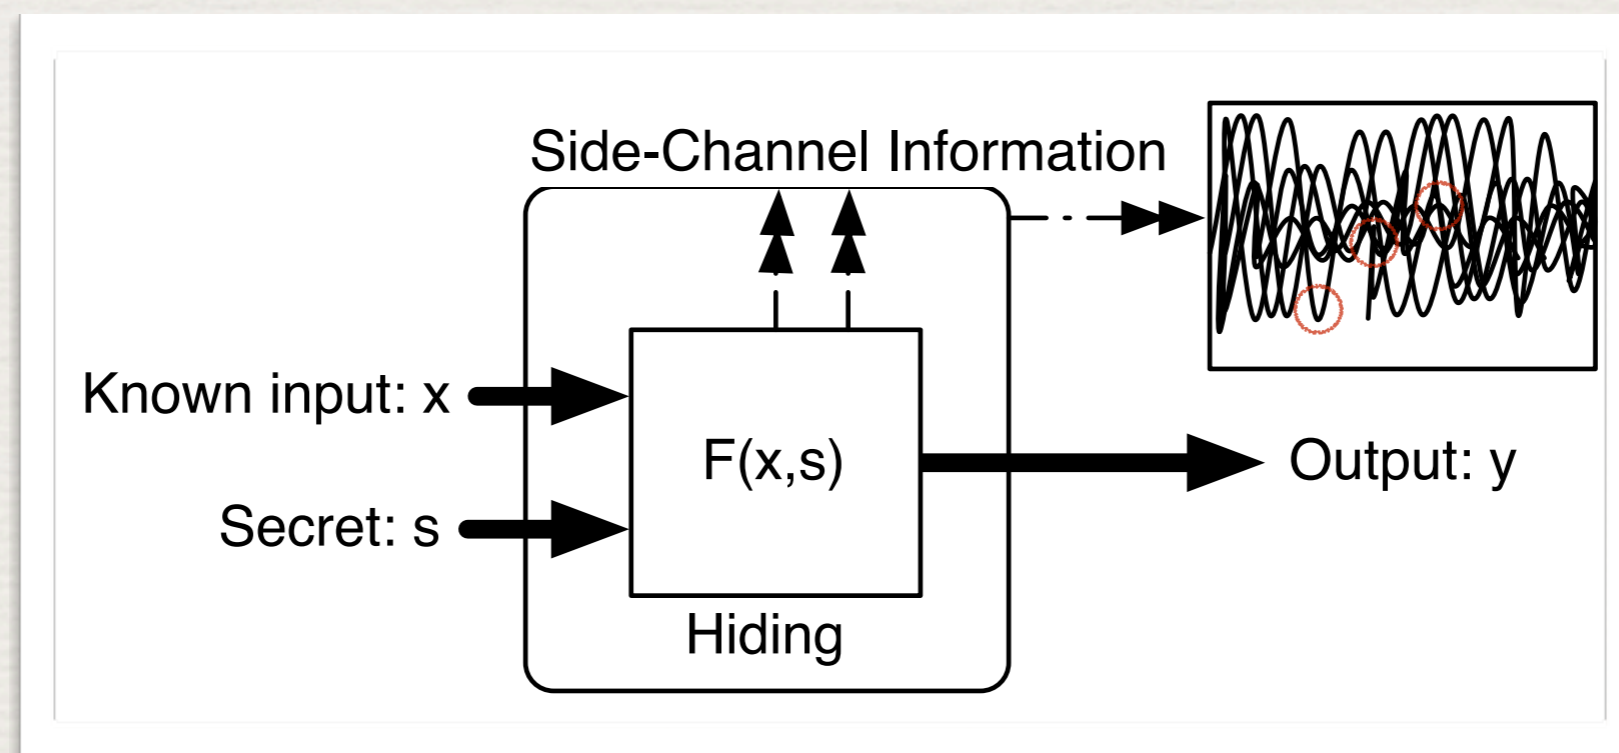 Side-Channel Information
Known input: x
F(x,s)
Output: y
Secret: s
Hiding